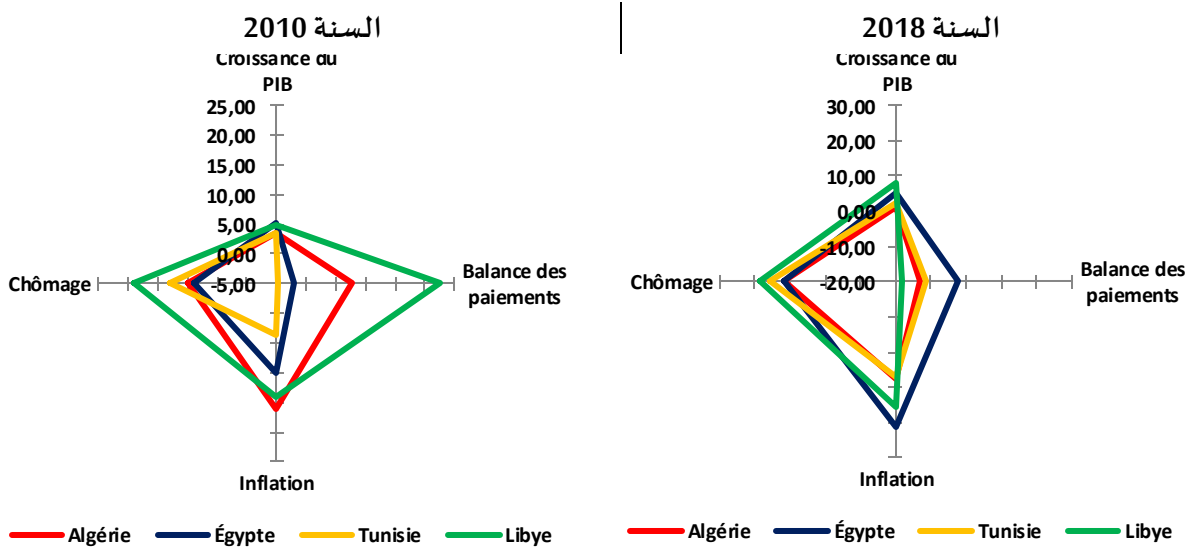 السنة 2010
Croissance du
PIB
25,00
20,00
15,00
10,00
5,00
0,00
-5,00
Chômage
Balance des
paiements
Inflation
Algérie
Égypte
Tunisie
Libye
السنة 2018
Croissance du
PIB
30,00
20,00
10,00
0,00
-10,00
-20,00
Chômage
Balance des
paiements
Inflation
Algérie
Égypte
Tunisie
Libye